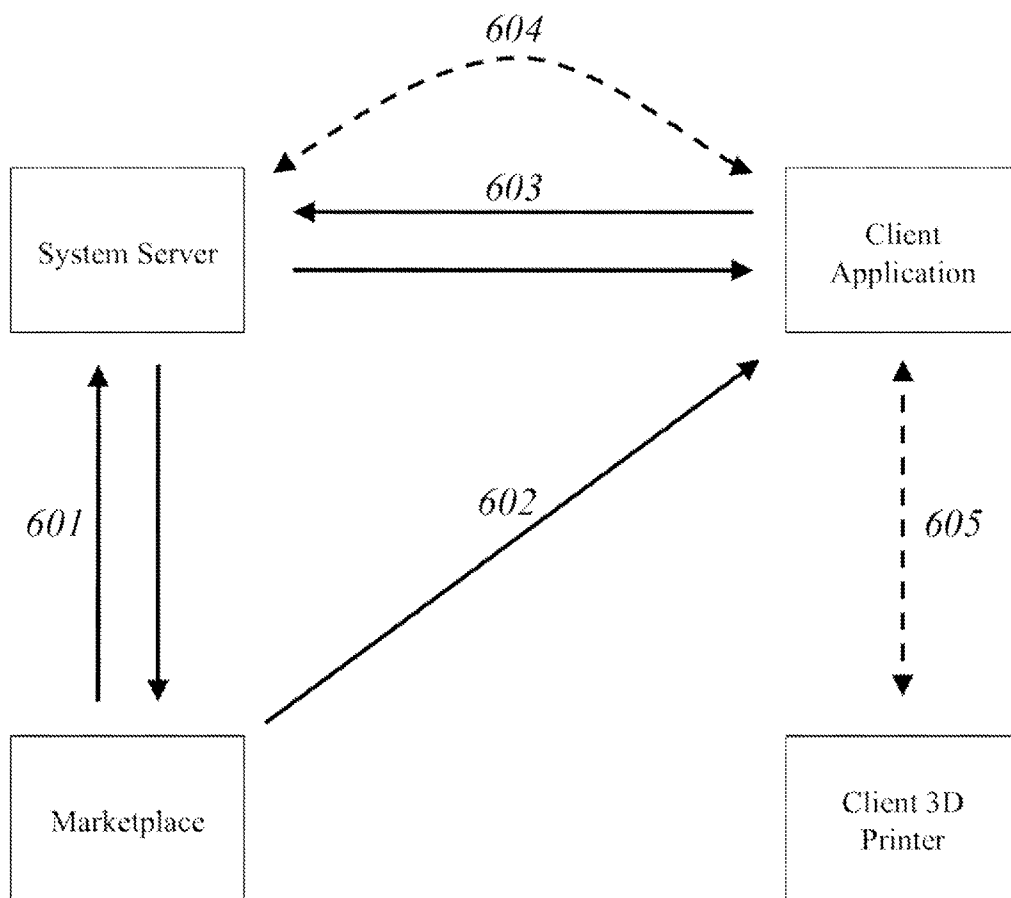 604
603
System Server
Client
Application
601
602
605
Marketplace
Client 3D
Printer